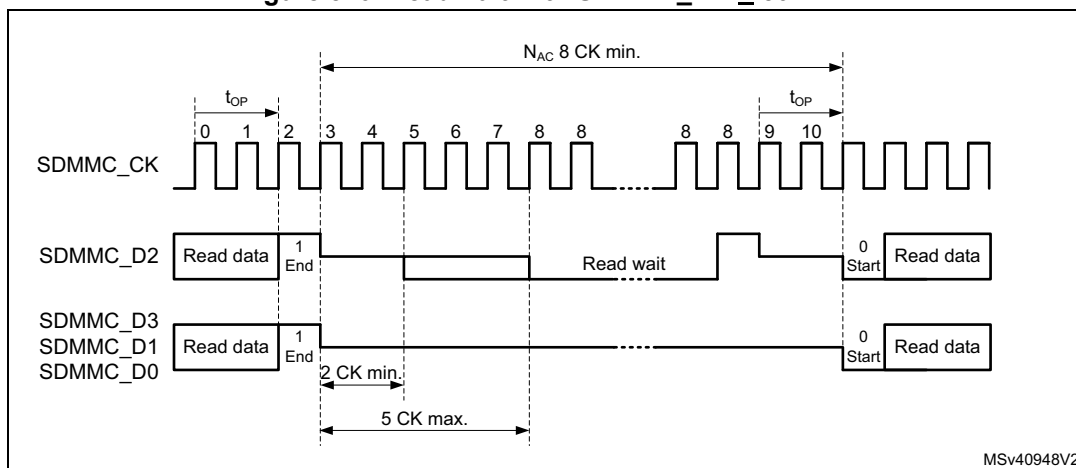 N_AC 8 CK min.
t_OP t_OP
0 1 2 3 4 5 6 7 8 8 8 8 9 10
SDMMC_CK
SDMMC_D2 Read data 1 End Read wait 0 Start Read data
SDMMC_D3
SDMMC_D1 Read data 1 End 0 Start Read data
SDMMC_D0
2 CK min.
5 CK max.
MSv40948V2